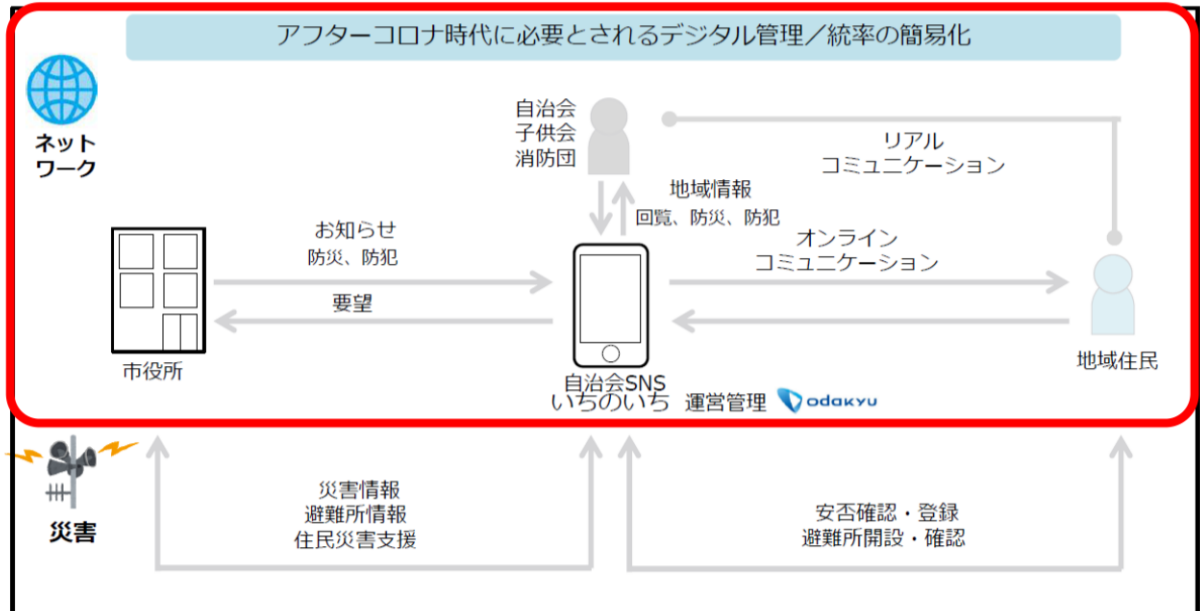 アフターコロナ時代に必要とされるデジタル管理／統率の簡易化
ネット
ワーク
自治会
子供会
消防団
リアル
コミュニケーション
地域情報
回覧、防災、防犯
お知らせ
防災、防犯
オンライン
コミュニケーション
要望
市役所
地域住民
自治会SNS
いちのいち 運営管理 odakyu
災害
災害情報
避難所情報
住民災害支援
安否確認・登録
避難所開設・確認